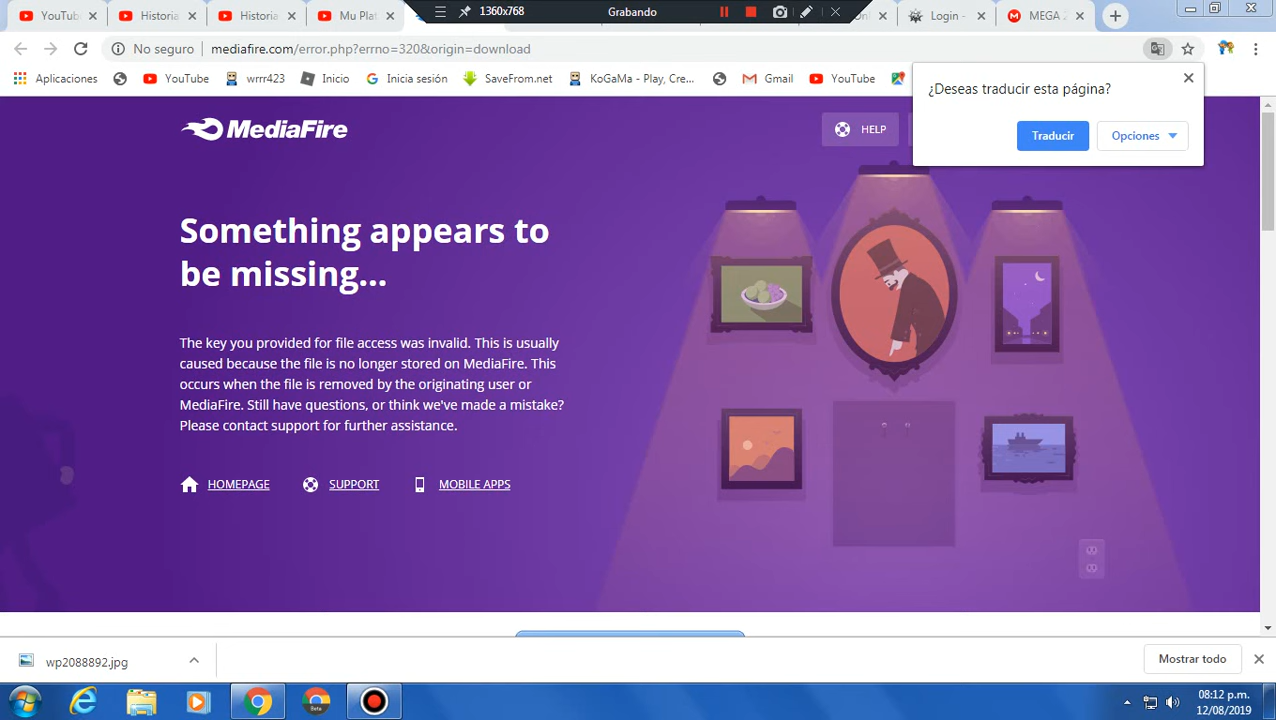 1360x768 Grabando
YouTube Historia Historia Mu Plat Login - MEGA
No seguro mediafire.com/error.php?errno=320&origin=download
Aplicaciones YouTube wrrr423 Inicio Inicia sesión SaveFrom.net KoGaMa - Play, Cre... Gmail YouTube
¿Deseas traducir esta página?
Traducir Opciones
MediaFire HELP
Something appears to
be missing...
The key you provided for file access was invalid. This is usually
caused because the file is no longer stored on MediaFire. This
occurs when the file is removed by the originating user or
MediaFire. Still have questions, or think we've made a mistake?
Please contact support for further assistance.
HOMEPAGE SUPPORT MOBILE APPS
wp2088892.jpg Mostrar todo
Beta
08:12 p.m.
12/08/2019